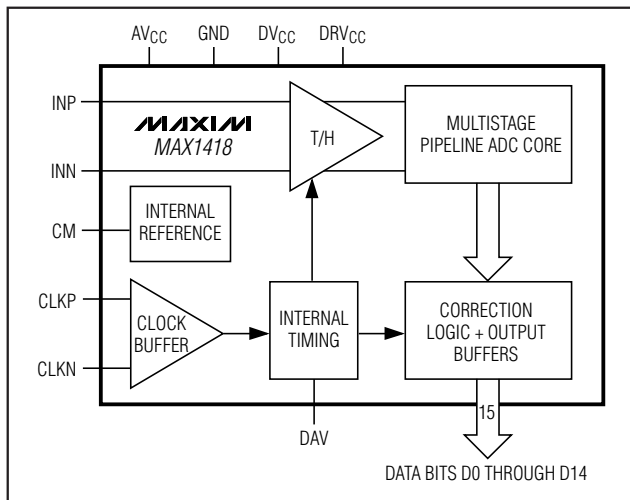 AVCC GND DVCC DRVCC
INP
MAXIM
MAX1418
T/H
MULTISTAGE
PIPELINE ADC CORE
INN
CM
INTERNAL
REFERENCE
CLKP
CLOCK
BUFFER
INTERNAL
TIMING
CORRECTION
LOGIC + OUTPUT
BUFFERS
CLKN
15
DAV
DATA BITS D0 THROUGH D14